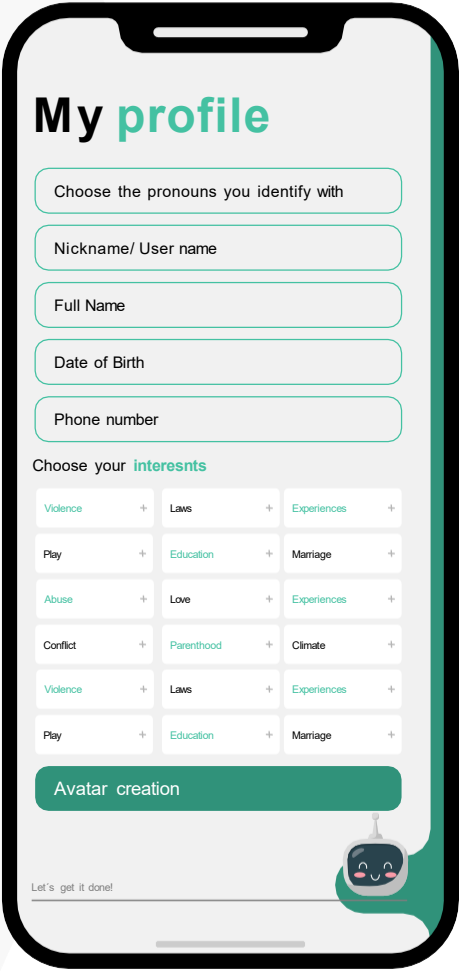 My profile
Choose the pronouns you identify with
Nickname/ User name
Full Name
Date of Birth
Phone number
Choose your interesnts
Violence + Laws + Experiences +
Play + Education + Marriage +
Abuse + Love + Experiences +
Conflict + Parenthood + Climate +
Violence + Laws + Experiences +
Play + Education + Marriage +
Avatar creation
Let´s get it done!